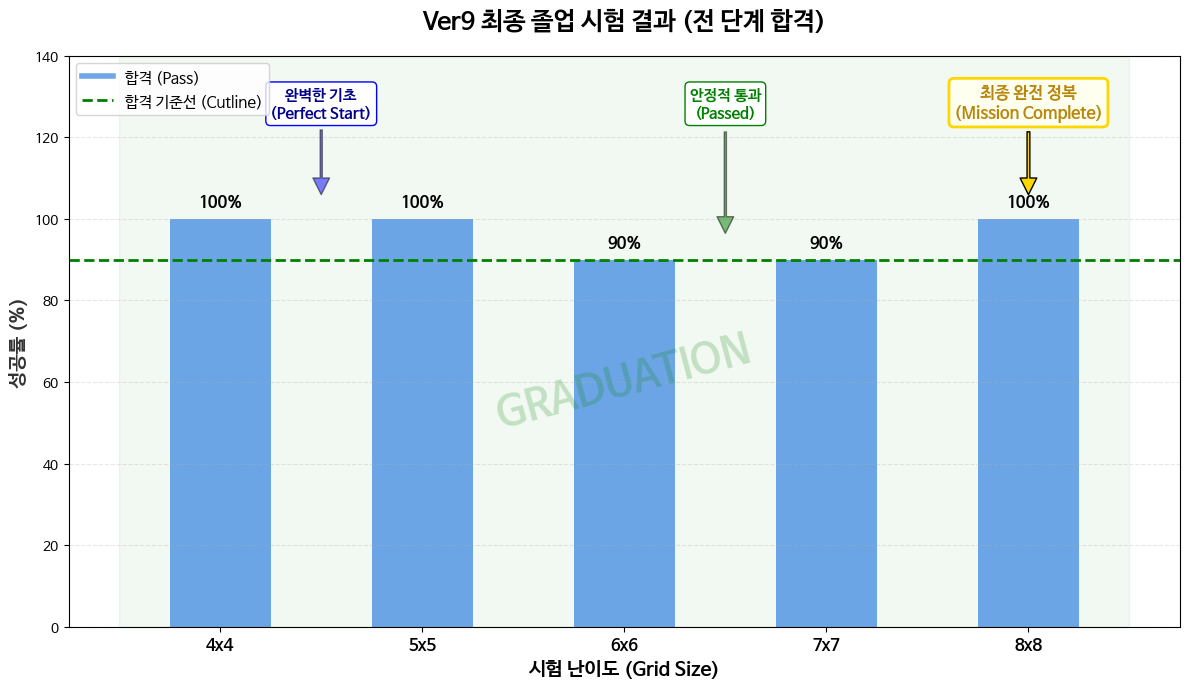 Ver9 최종 졸업 시험 결과 (전 단계 합격)
합격 (Pass)
합격 기준선 (Cutline)
완벽한 기초
(Perfect Start)
안정적 통과
(Passed)
최종 완전 정복
(Mission Complete)
성공률 (%)
140
120
100
80
60
40
20
0
100%
100%
90%
90%
100%
GRADUATION
4x4
5x5
6x6
7x7
8x8
시험 난이도 (Grid Size)